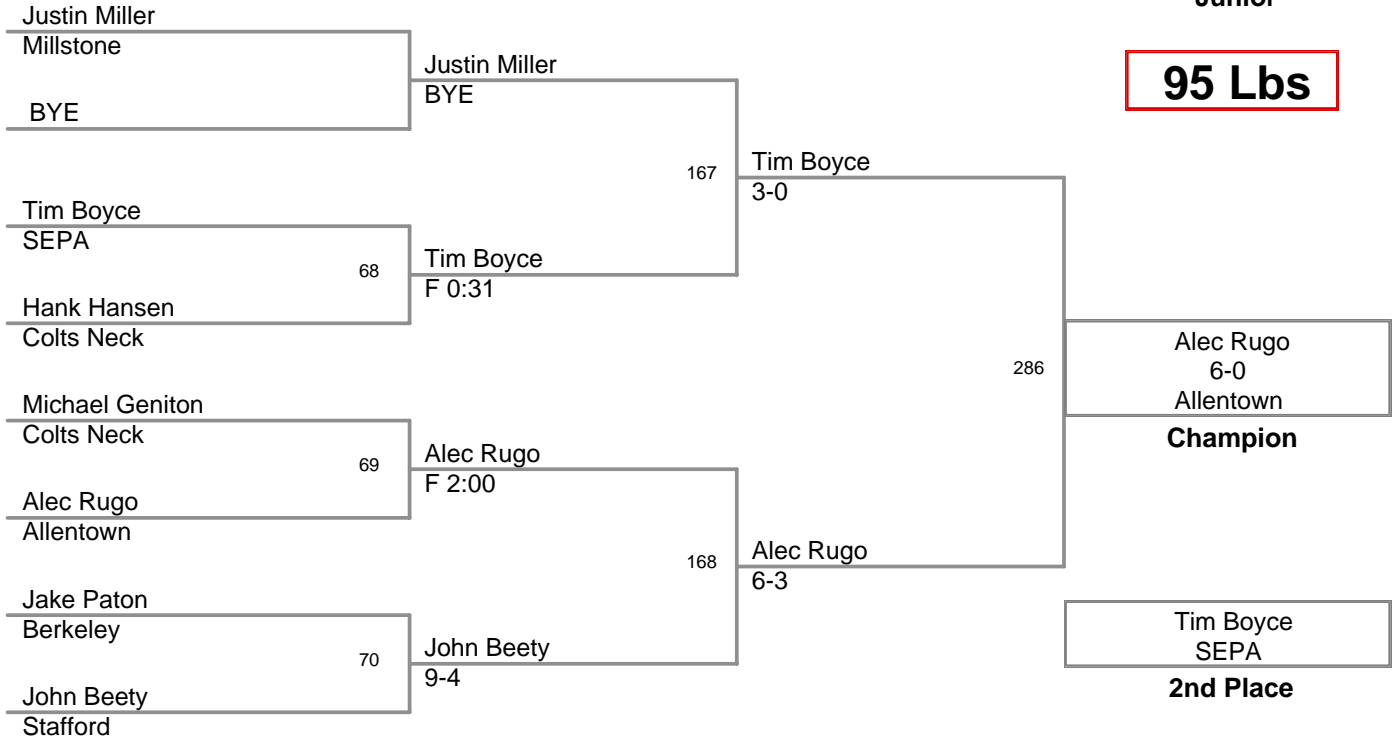 Junior
95 Lbs
Justin Miller
Millstone
BYE
Tim Boyce
SEPA
68
Hank Hansen
Colts Neck
Michael Geniton
Colts Neck
69
Alec Rugo
Allentown
Jake Paton
Berkeley
70
John Beety
Stafford
Justin Miller
BYE
167
Tim Boyce
F 0:31
Alec Rugo
F 2:00
168
John Beety
9-4
Tim Boyce
3-0
286
Alec Rugo
6-3
Alec Rugo
6-0
Allentown
Champion
Tim Boyce
SEPA
2nd Place